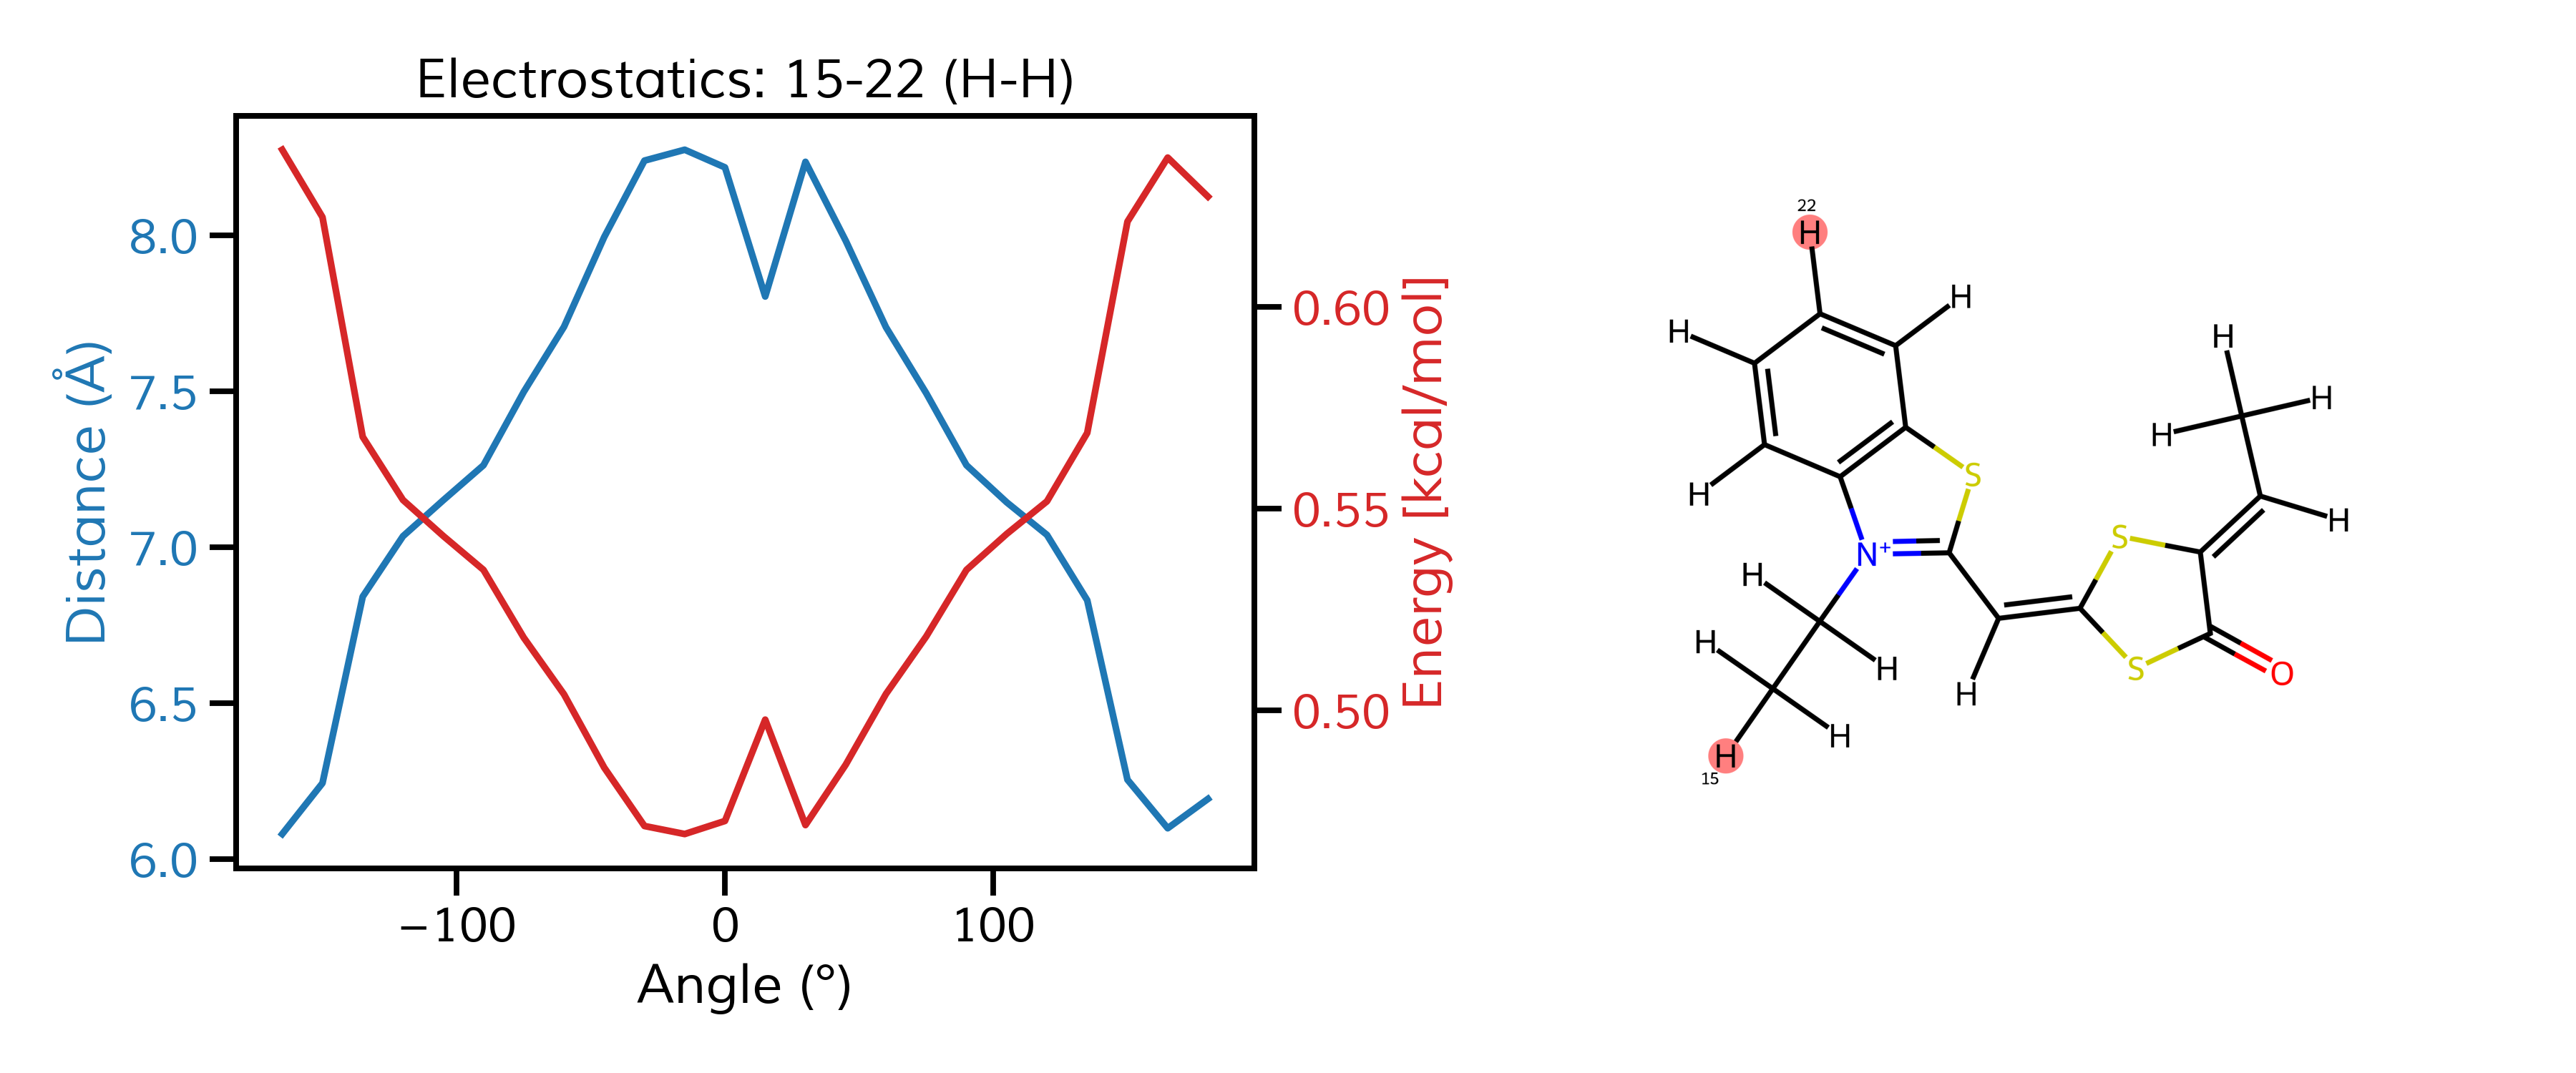 Electrostatics: 15-22 (H-H)
Distance (Å)
8.0
7.5
7.0
6.5
6.0
−100
0
100
Angle (°)
0.60
0.55
0.50
Energy [kcal/mol]
22
H
H
H
H
H
H
H
S
N+
S
H
H
H
H
S
O
H
H
H
15